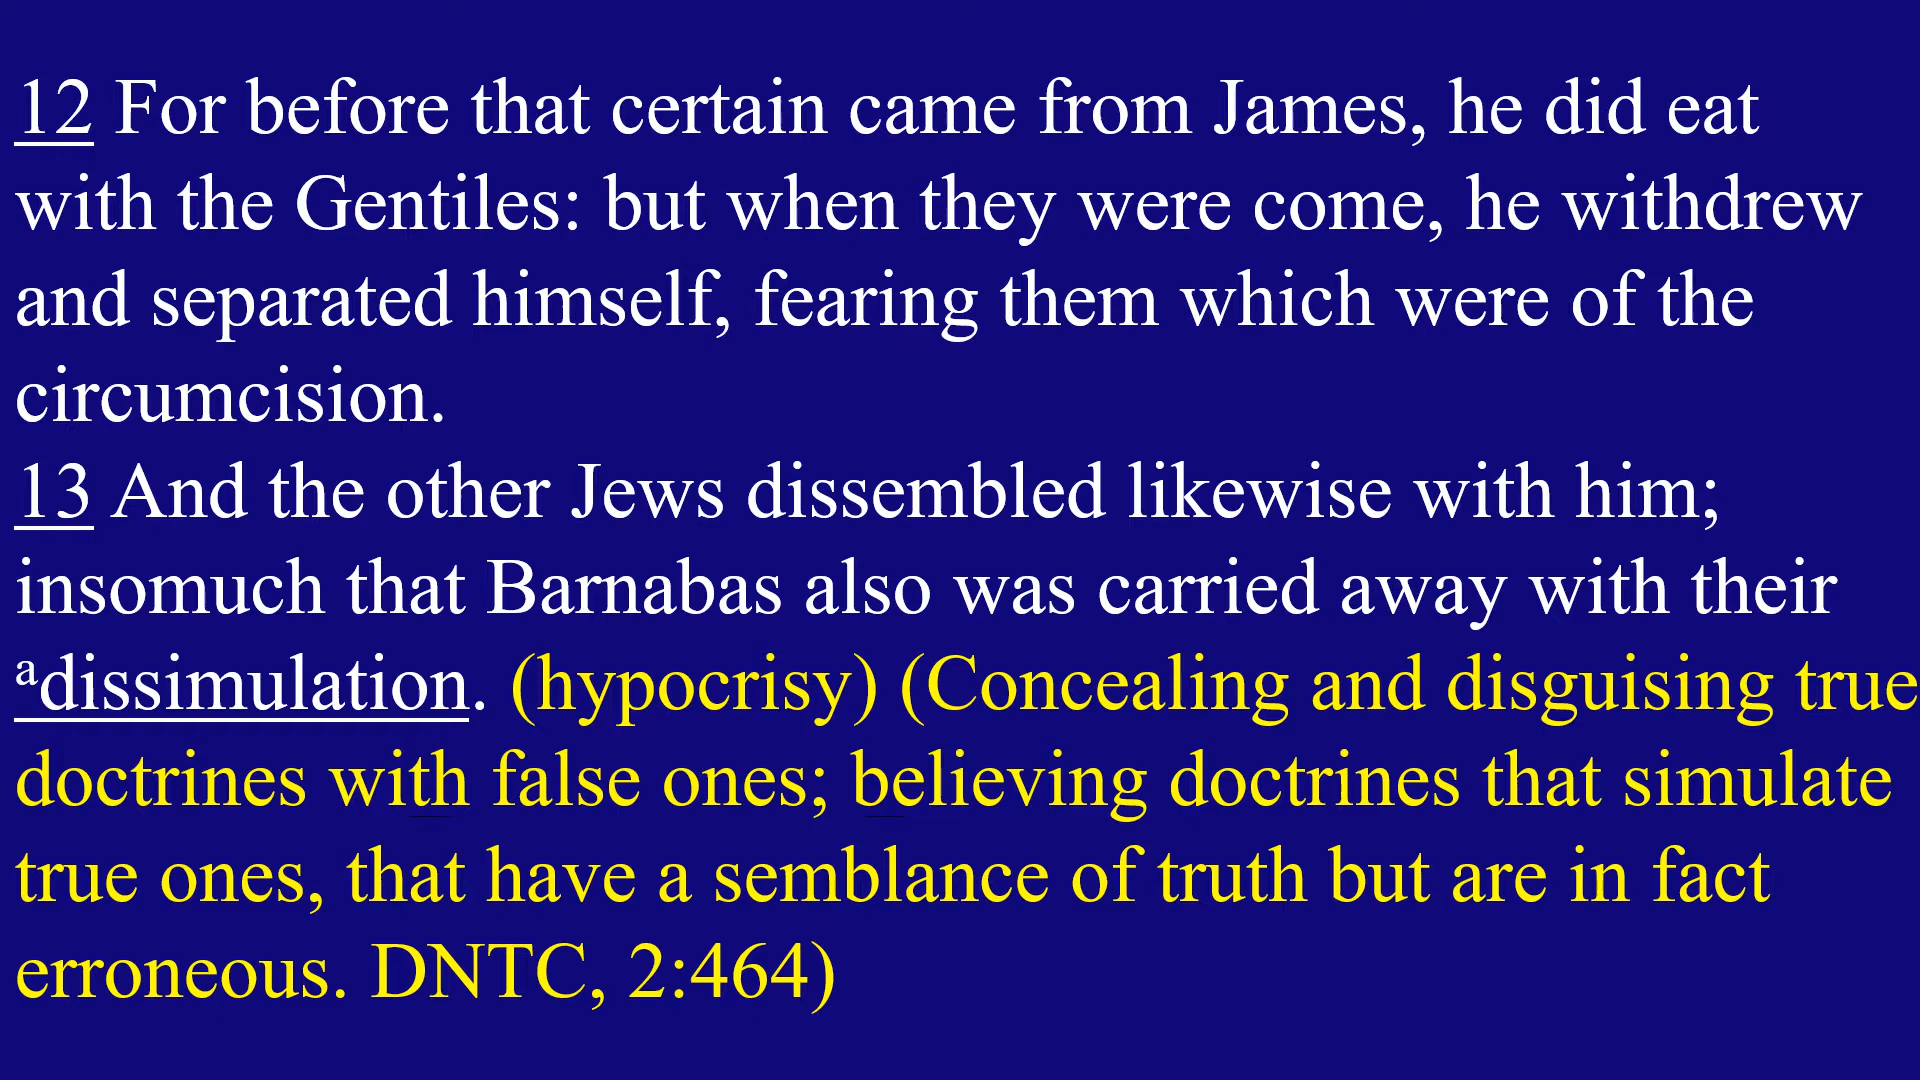 12 For before that certain came from James, he did eat
with the Gentiles: but when they were come, he withdrew
and separated himself, fearing them which were of the
circumcision.
13 And the other Jews dissembled likewise with him;
insomuch that Barnabas also was carried away with their
ᵃdissimulation. (hypocrisy) (Concealing and disguising true
doctrines with false ones; believing doctrines that simulate
true ones, that have a semblance of truth but are in fact
erroneous. DNTC, 2:464)